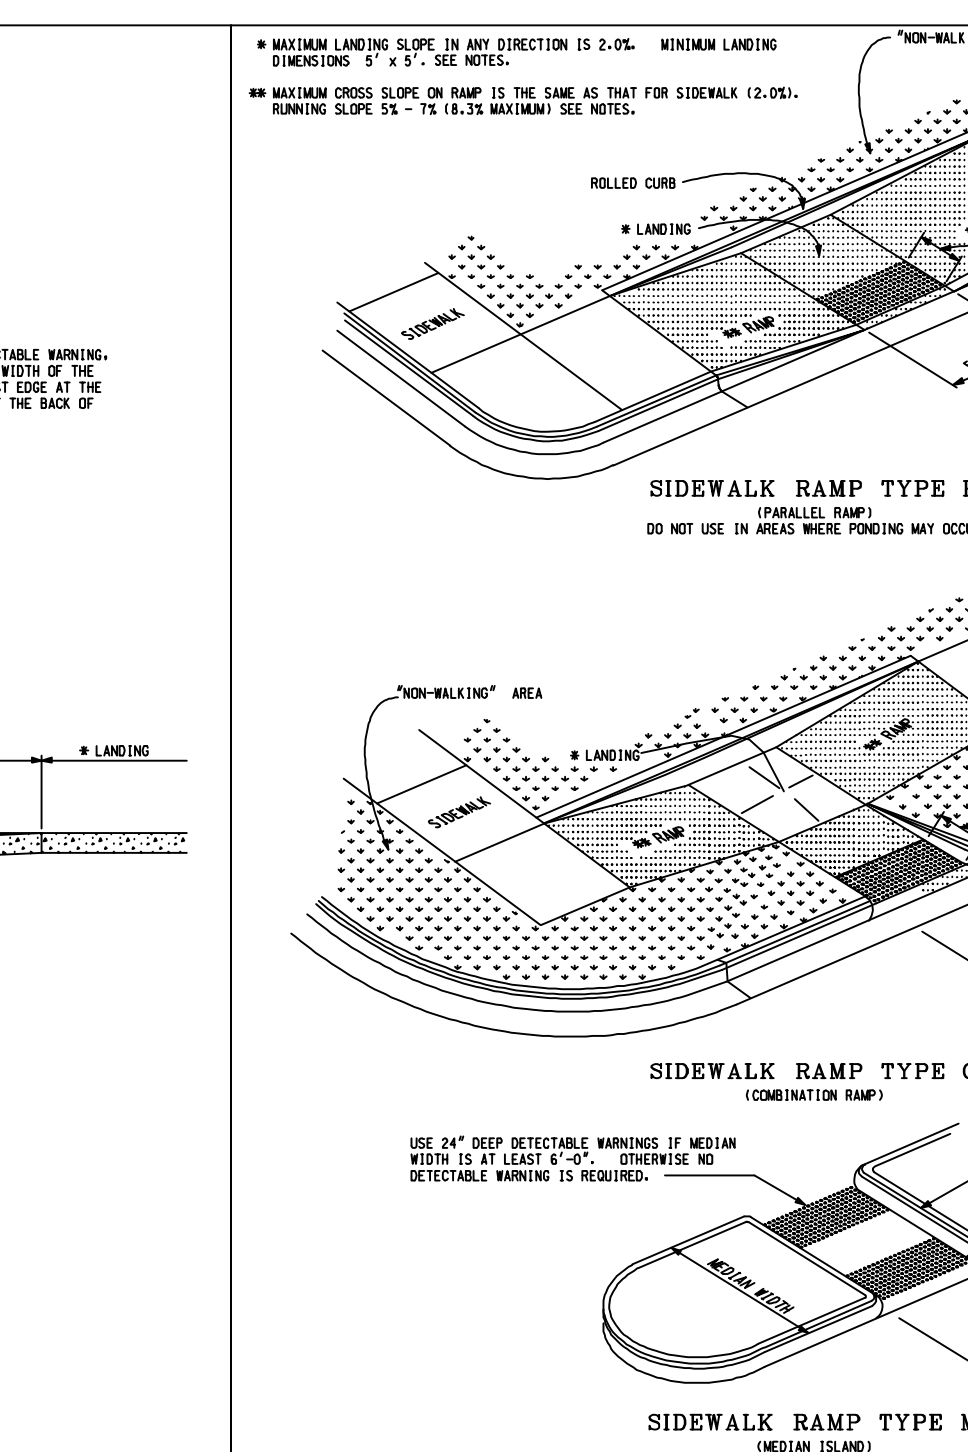 * MAXIMUM LANDING SLOPE IN ANY DIRECTION IS 2.0%. MINIMUM LANDING
DIMENSIONS 5' x 5'. SEE NOTES.
** MAXIMUM CROSS SLOPE ON RAMP IS THE SAME AS THAT FOR SIDEWALK (2.0%).
RUNNING SLOPE 5% - 7% (8.3% MAXIMUM) SEE NOTES.
"NON-WALK
ROLLED CURB
* LANDING
SIDEWALK
** RAMP
TABLE WARNING.
WIDTH OF THE
EDGE AT THE
THE BACK OF
SIDEWALK RAMP TYPE
(PARALLEL RAMP)
DO NOT USE IN AREAS WHERE PONDING MAY OCCU
"NON-WALKING" AREA
* LANDING
** RAMP
SIDEWALK
** RAMP
* LANDING
SIDEWALK RAMP TYPE
(COMBINATION RAMP)
USE 24" DEEP DETECTABLE WARNINGS IF MEDIAN
WIDTH IS AT LEAST 6'-0". OTHERWISE NO
DETECTABLE WARNING IS REQUIRED.
MEDIAN WIDTH
SIDEWALK RAMP TYPE
(MEDIAN ISLAND)